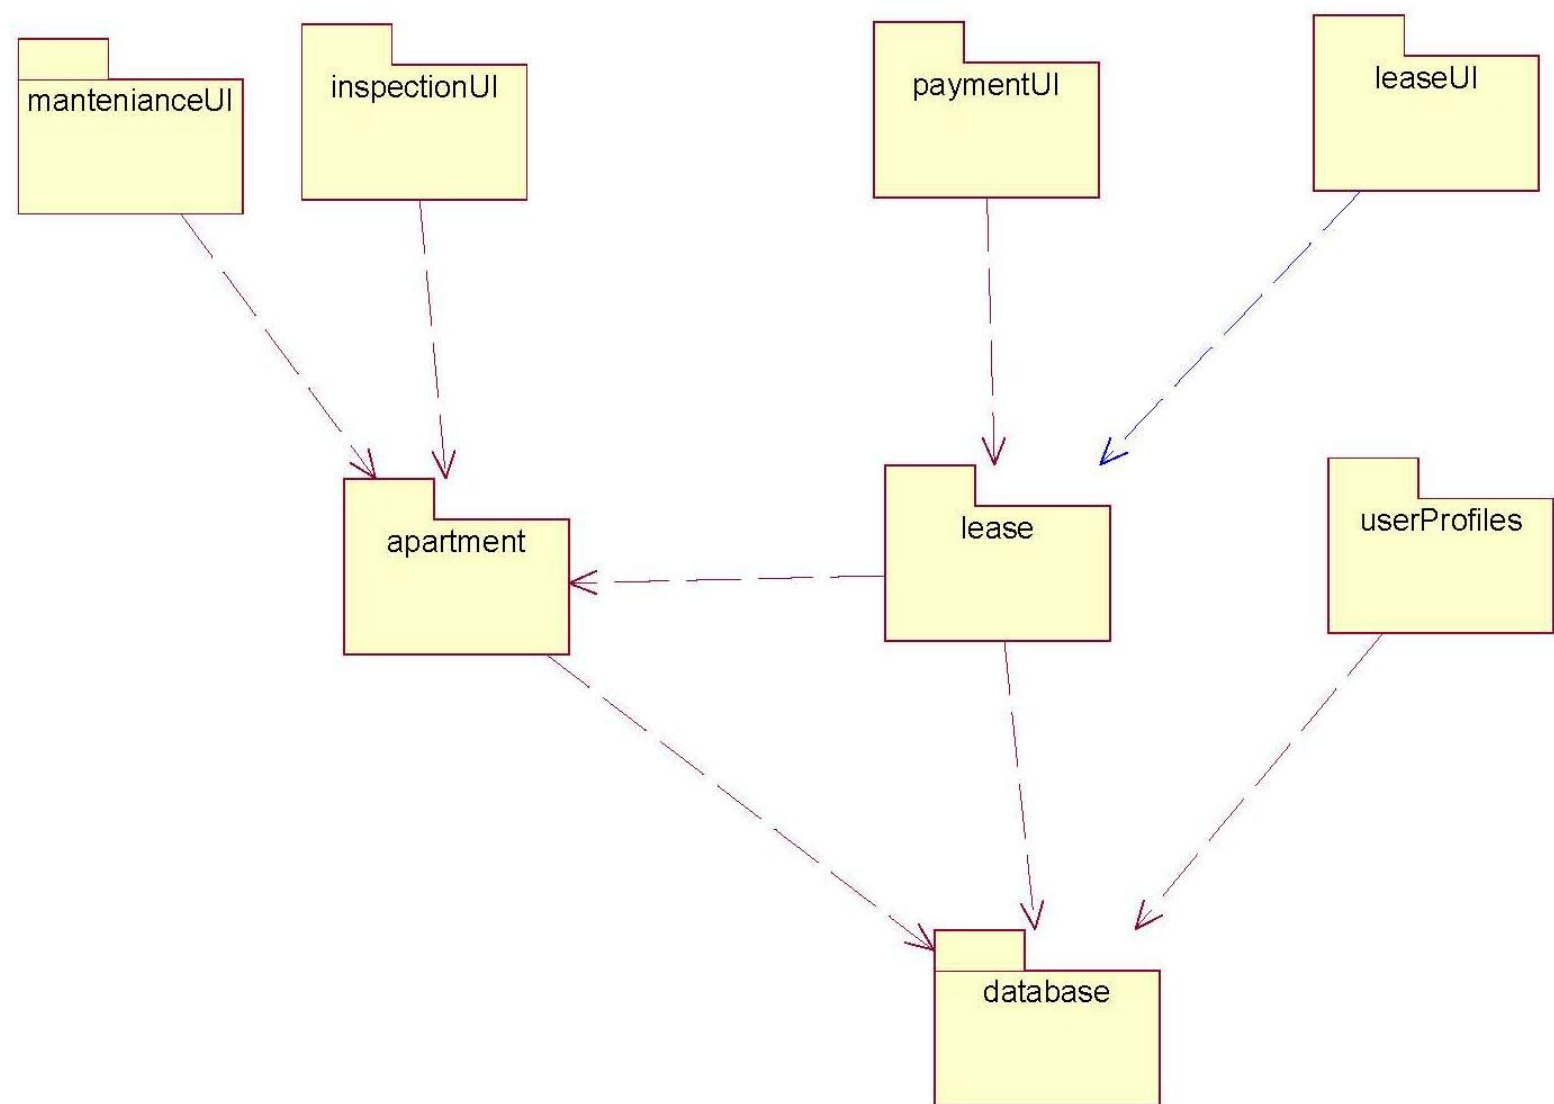 mantenianceUI
inspectionUI
paymentUI
leaseUI
apartment
lease
userProfiles
database